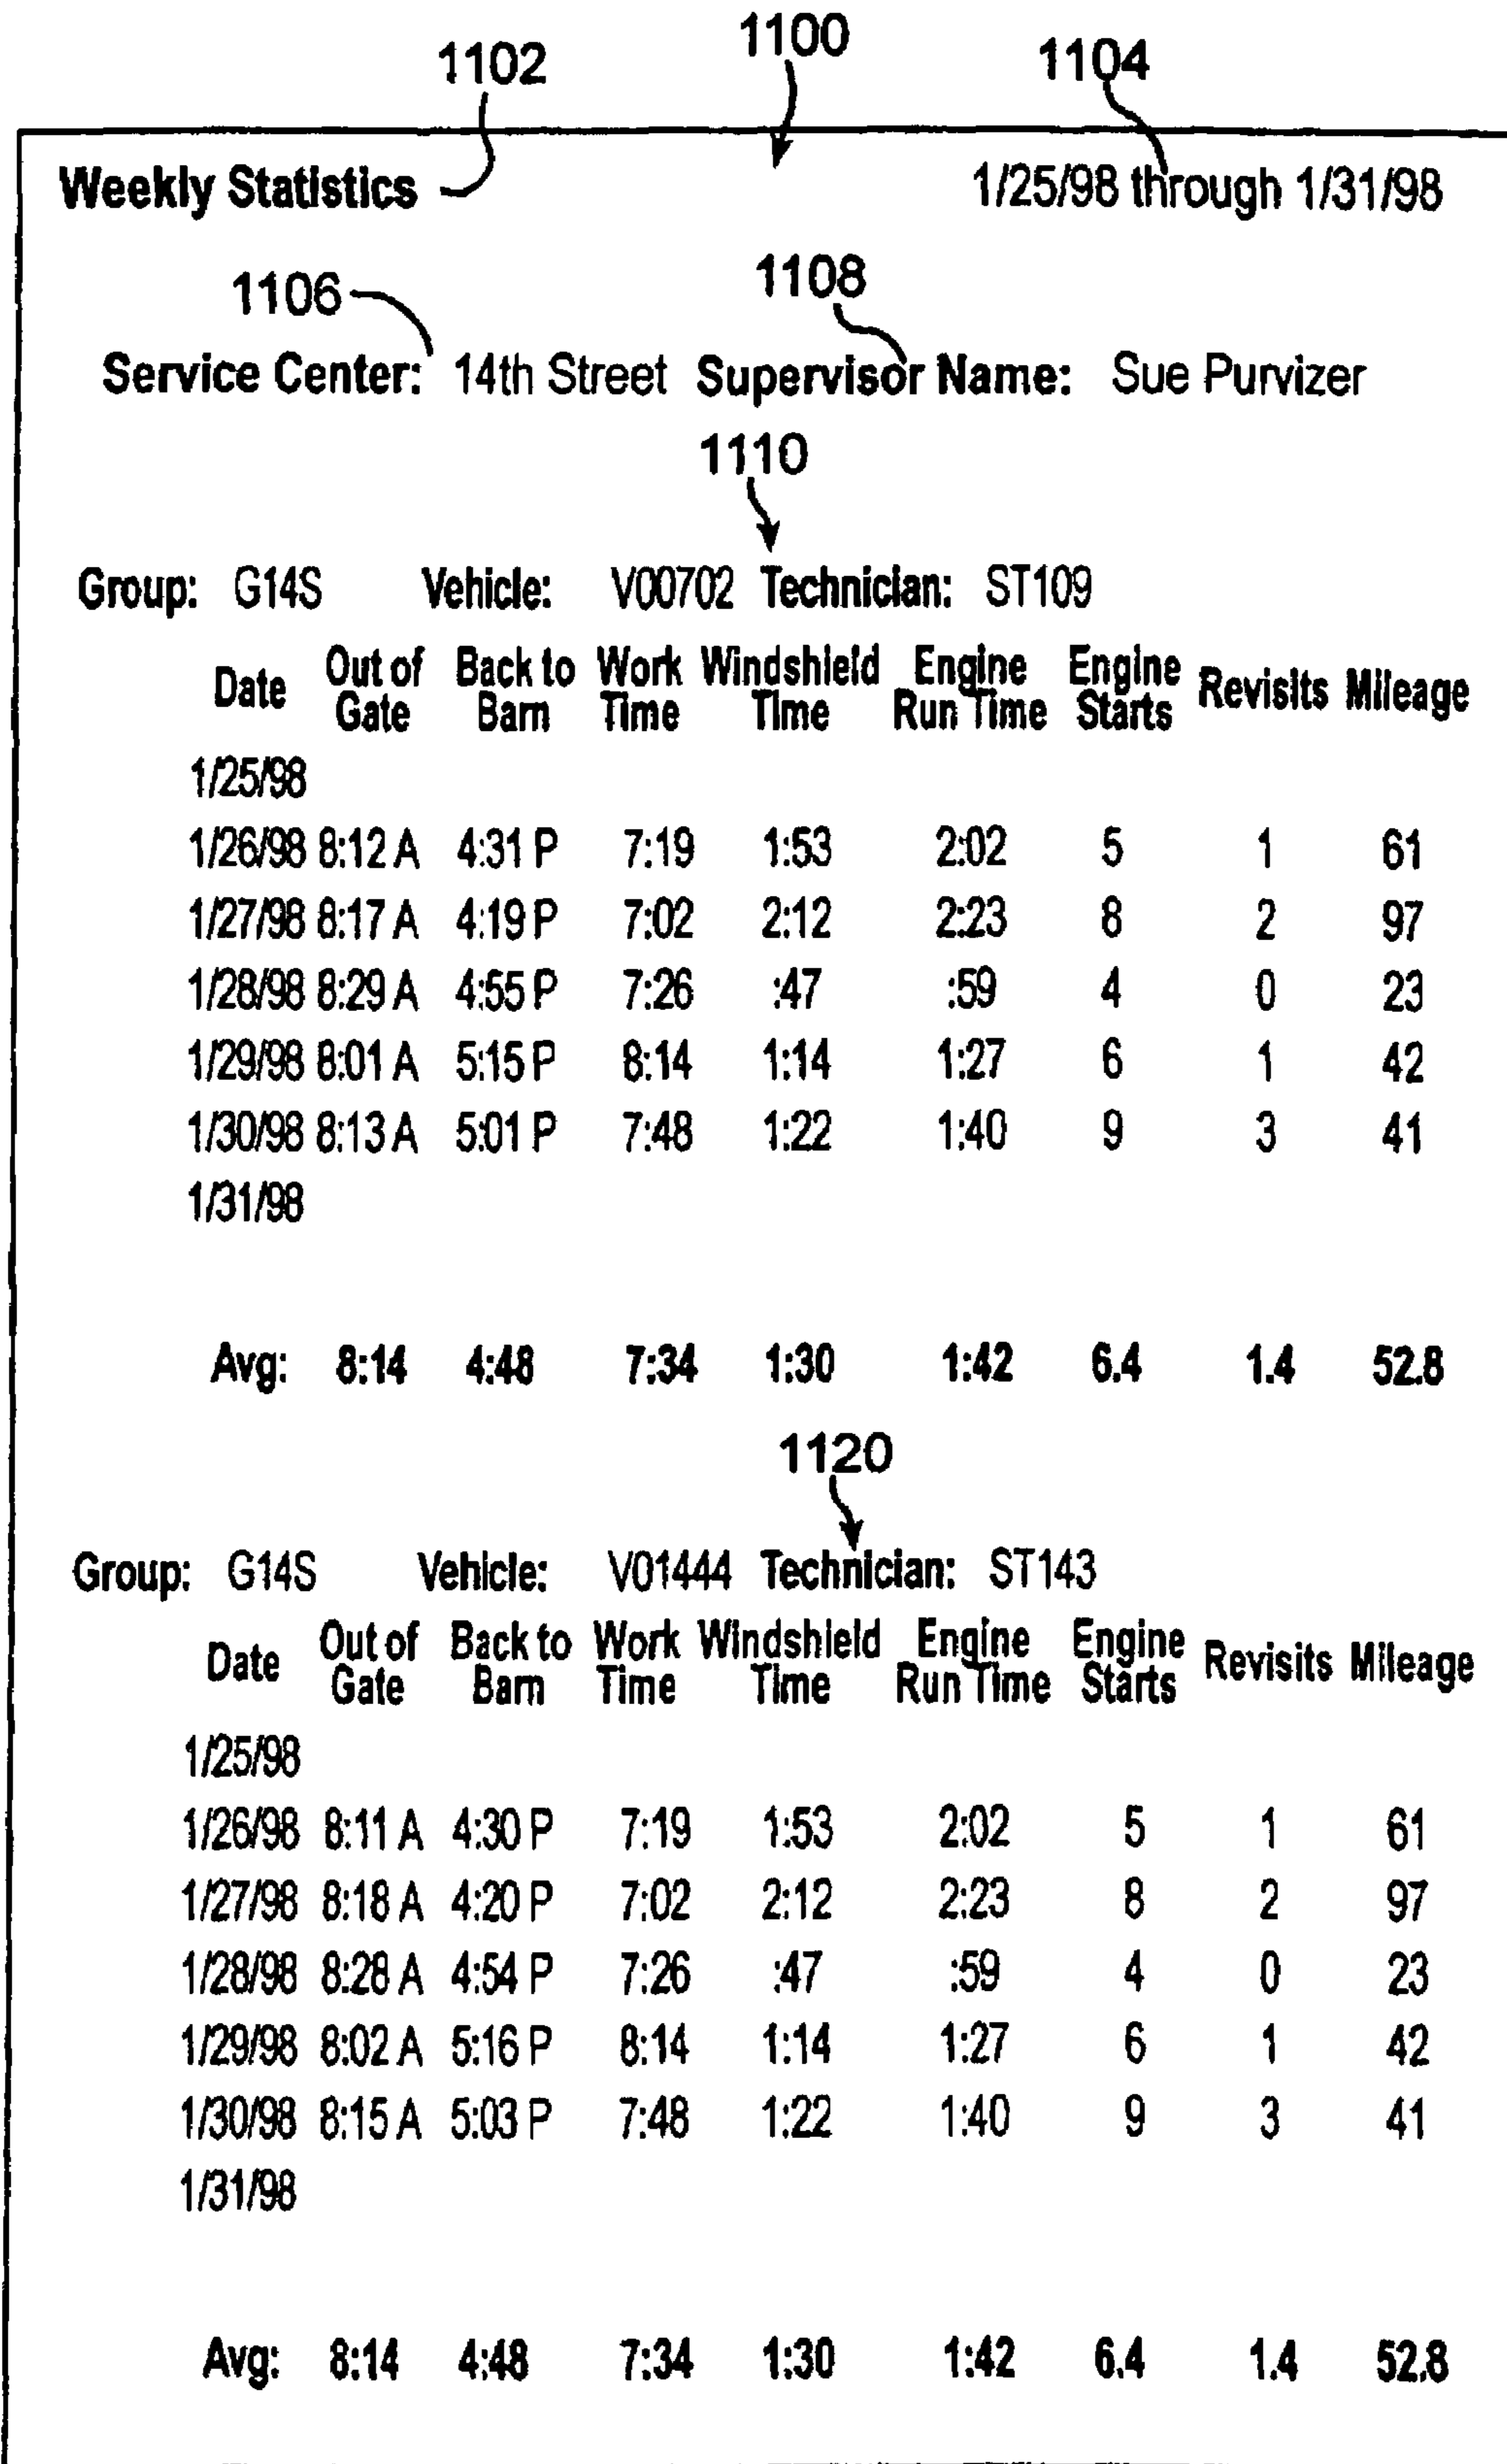 1102 1100 1104
Weekly Statistics 1/25/98 through 1/31/98
1106 1108
Service Center: 14th Street Supervisor Name: Sue Purvizer
1110
Group: G14S Vehicle: V00702 Technician: ST109
Date Out of Gate Back to Barn Work Time Windshield Time Engine Run Time Engine Starts Revisits Mileage
1/25/98
1/26/98 8:12 A 4:31 P 7:19 1:53 2:02 5 1 61
1/27/98 8:17 A 4:19 P 7:02 2:12 2:23 8 2 97
1/28/98 8:29 A 4:55 P 7:26 :47 :59 4 0 23
1/29/98 8:01 A 5:15 P 8:14 1:14 1:27 6 1 42
1/30/98 8:13 A 5:01 P 7:48 1:22 1:40 9 3 41
1/31/98
Avg: 8:14 4:48 7:34 1:30 1:42 6.4 1.4 52.8
1120
Group: G14S Vehicle: V01444 Technician: ST143
Date Out of Gate Back to Barn Work Time Windshield Time Engine Run Time Engine Starts Revisits Mileage
1/25/98
1/26/98 8:11 A 4:30 P 7:19 1:53 2:02 5 1 61
1/27/98 8:18 A 4:20 P 7:02 2:12 2:23 8 2 97
1/28/98 8:28 A 4:54 P 7:26 :47 :59 4 0 23
1/29/98 8:02 A 5:16 P 8:14 1:14 1:27 6 1 42
1/30/98 8:15 A 5:03 P 7:48 1:22 1:40 9 3 41
1/31/98
Avg: 8:14 4:48 7:34 1:30 1:42 6.4 1.4 52.8